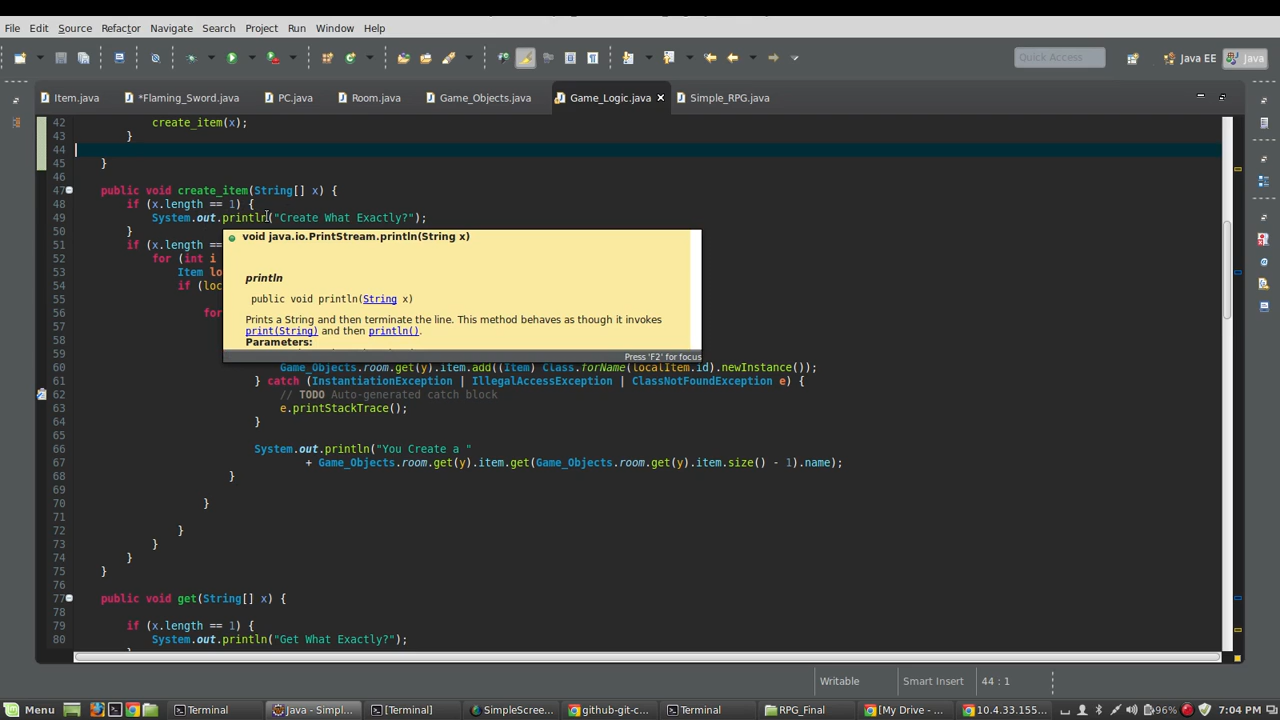 File Edit Source Refactor Navigate Search Project Run Window Help
Quick Access Java EE Java
Item.java *Flaming_Sword.java PC.java Room.java Game_Objects.java Game_Logic.java Simple_RPG.java
42 create_item(x);
43 }
44
45 }
46
47 public void create_item(String[] x) {
48 if (x.length == 1) {
49 System.out.println("Create What Exactly?");
50 }
51 if (x.length ==
52 for (int i
53 Item lo
54 if (loc
55
56 for
57
58
59
60 Game_Objects.room.get(y).item.add((Item) Class.forName(localItem.id).newInstance());
61 } catch (InstantiationException | IllegalAccessException | ClassNotFoundException e) {
62 // TODO Auto-generated catch block
63 e.printStackTrace();
64 }
65
66 System.out.println("You Create a "
67 + Game_Objects.room.get(y).item.get(Game_Objects.room.get(y).item.size() - 1).name);
68 }
69
70 }
71
72 }
73 }
74 }
75 }
76
77 public void get(String[] x) {
78
79 if (x.length == 1) {
80 System.out.println("Get What Exactly?");
void java.io.PrintStream.println(String x)
println
public void println(String x)
Prints a String and then terminate the line. This method behaves as though it invokes
print(String) and then println().
Parameters:
Press 'F2' for focus
Writable Smart Insert 44 : 1
Menu Terminal Java - Simpl... [Terminal] SimpleScree... github-git-c... Terminal RPG_Final [My Drive - ... 10.4.33.155... 96% 7:04 PM